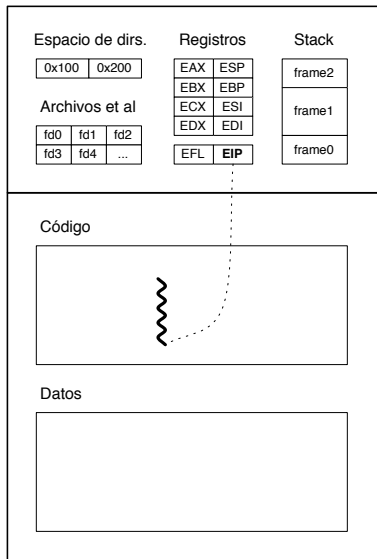 Espacio de dirs.
0x100 0x200
Archivos et al
fd0 fd1 fd2
fd3 fd4 ...
Registros
EAX ESP
EBX EBP
ECX ESI
EDX EDI
EFL EIP
Stack
frame2
frame1
frame0
Código
Datos